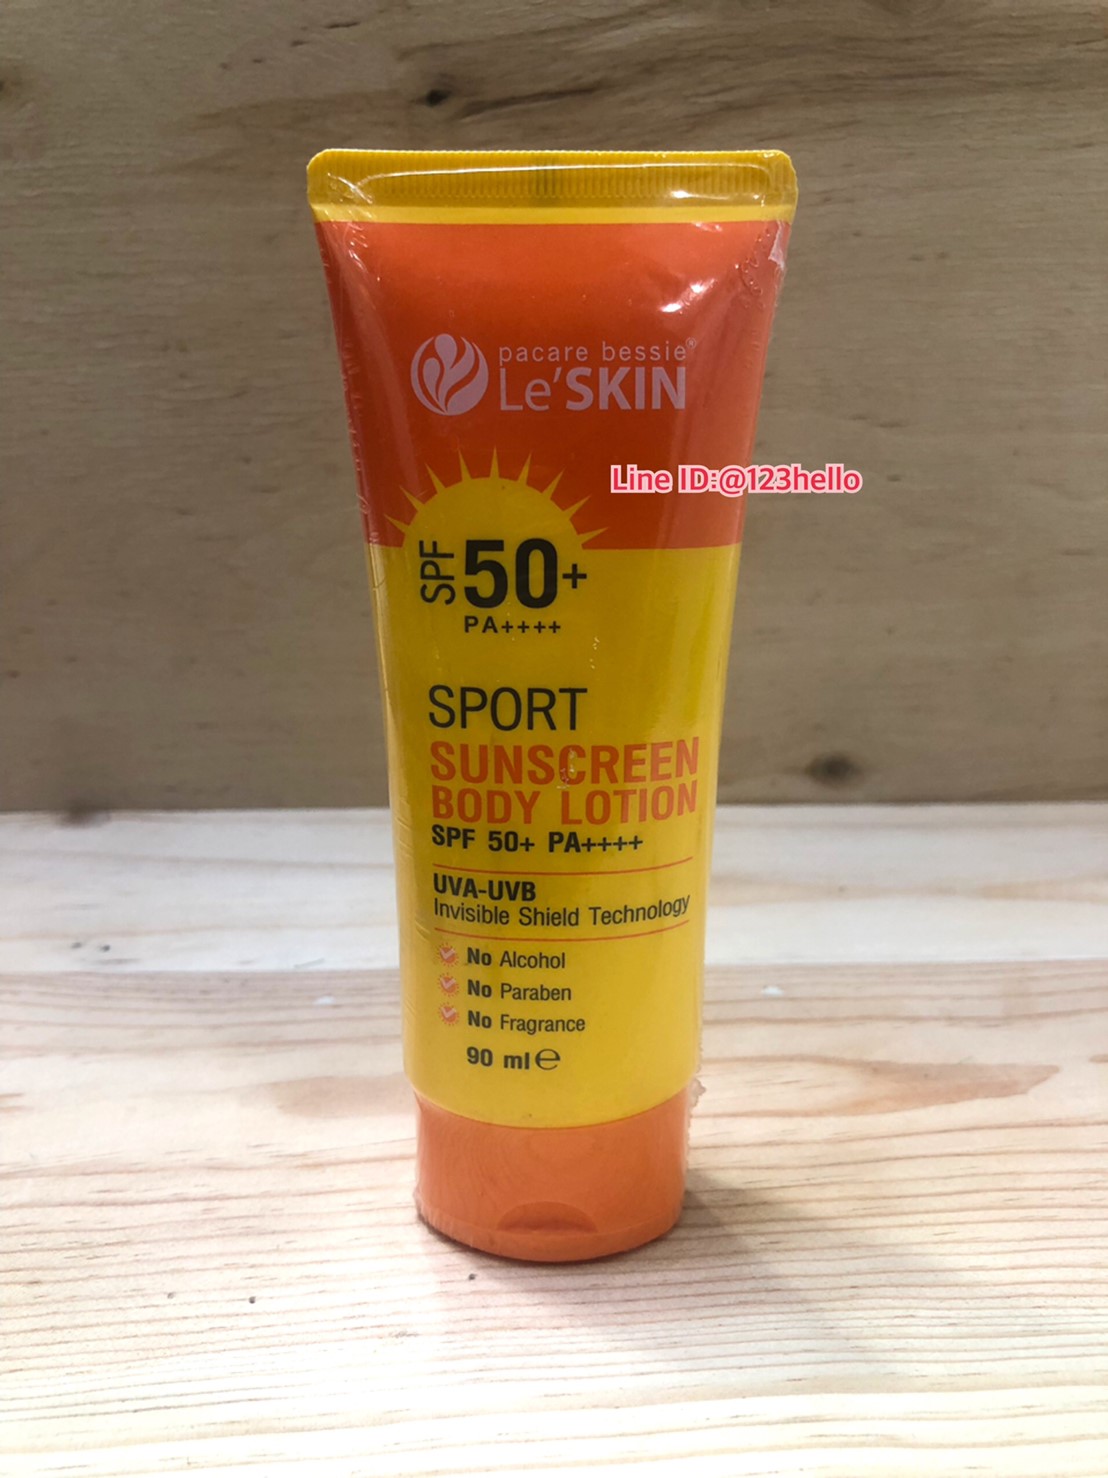 pacare bessie®
Le'SKIN
Line ID:@123hello
SPF 50+
PA++++
SPORT
SUNSCREEN
BODY LOTION
SPF 50+ PA++++
UVA-UVB
Invisible Shield Technology
No Alcohol
No Paraben
No Fragrance
90 ml ℮